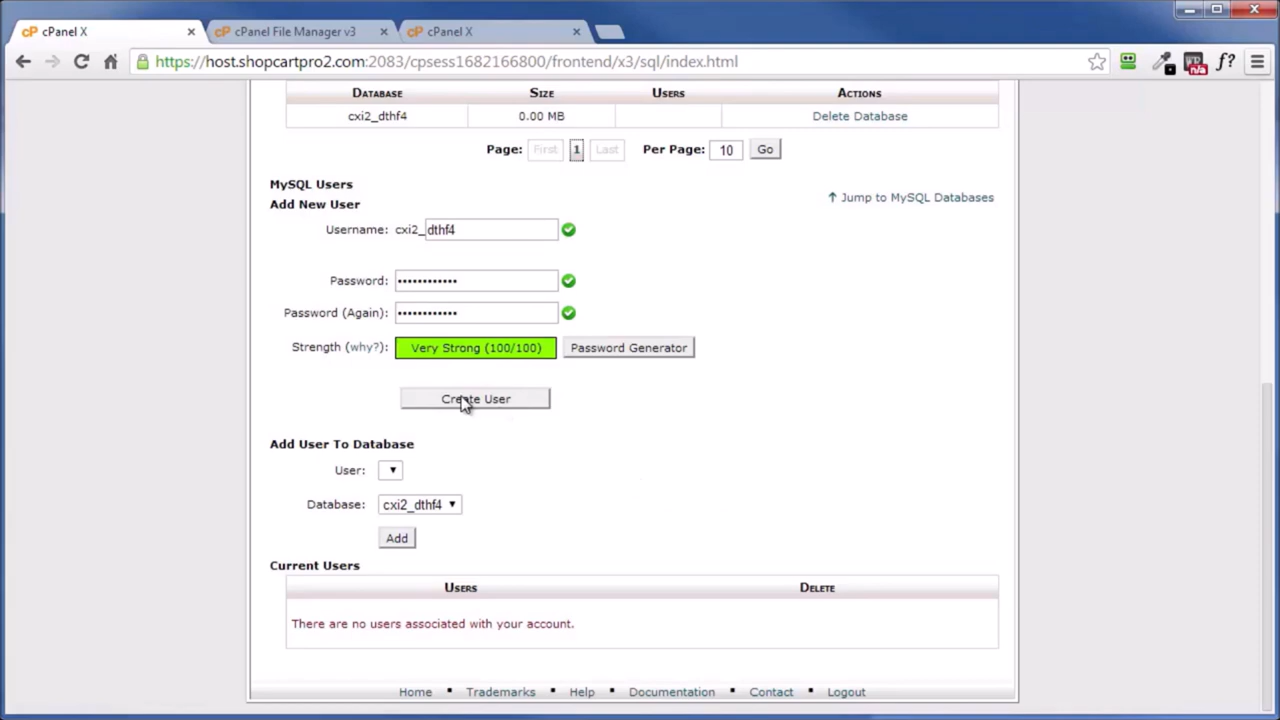 cPanel X
cPanel File Manager v3
cPanel X
https://host.shopcartpro2.com:2083/cpsess1682166800/frontend/x3/sql/index.html
n/a
f?
DATABASE SIZE USERS ACTIONS
cxi2_dthf4 0.00 MB Delete Database
Page: First 1 Last Per Page: 10 Go
MySQL Users
Jump to MySQL Databases
Add New User
Username: cxi2_dthf4
Password: ••••••••••••
Password (Again): ••••••••••••
Strength (why?): Very Strong (100/100) Password Generator
Create User
Add User To Database
User:
Database: cxi2_dthf4
Add
Current Users
USERS DELETE
There are no users associated with your account.
Home ▪ Trademarks ▪ Help ▪ Documentation ▪ Contact ▪ Logout